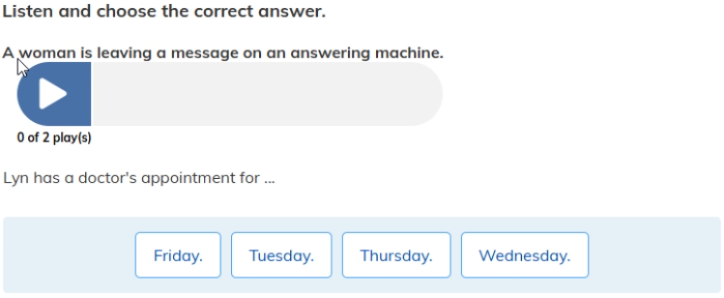 Listen and choose the correct answer.
A woman is leaving a message on an answering machine.
0 of 2 play(s)
Lyn has a doctor's appointment for ...
Friday. Tuesday. Thursday. Wednesday.